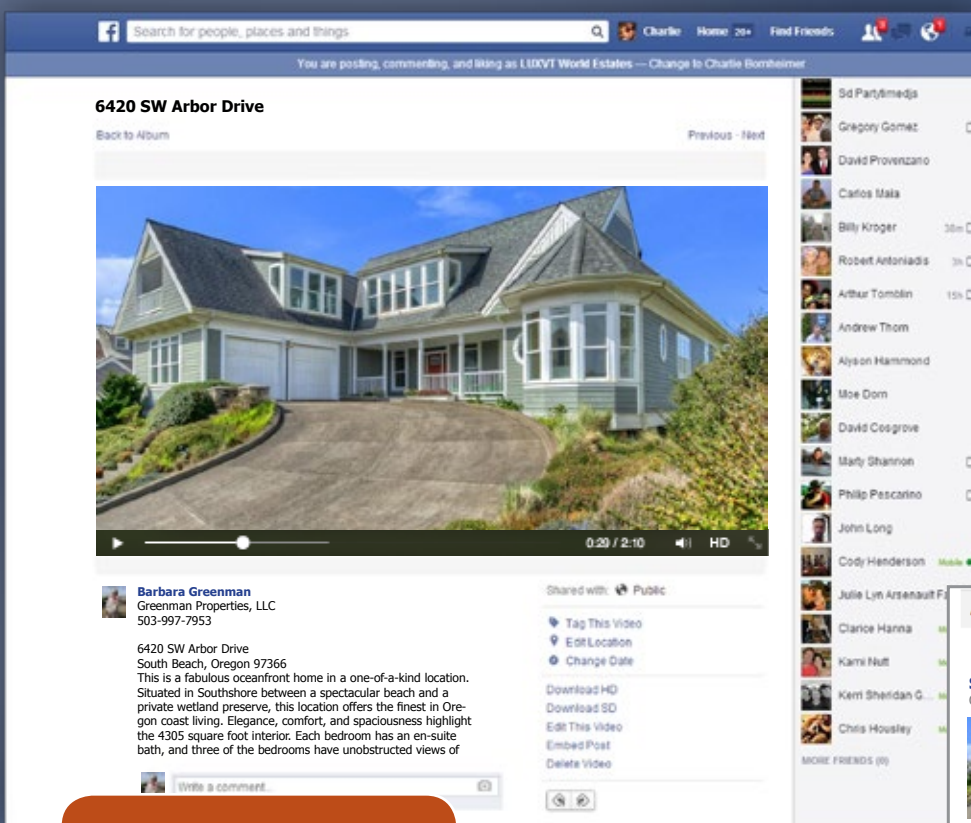 f
Search for people, places and things
Charlie Home 20+ Find Friends
You are posting, commenting, and liking as LUXVT World Estates — Change to Charlie Bornheimer
6420 SW Arbor Drive
Back to Album
Previous · Next
0:29 / 2:10 HD
Barbara Greenman
Greenman Properties, LLC
503-997-7953
6420 SW Arbor Drive
South Beach, Oregon 97366
This is a fabulous oceanfront home in a one-of-a-kind location.
Situated in Southshore between a spectacular beach and a
private wetland preserve, this location offers the finest in Ore-
gon coast living. Elegance, comfort, and spaciousness highlight
the 4305 square foot interior. Each bedroom has an en-suite
bath, and three of the bedrooms have unobstructed views of
Write a comment...
Shared with: Public
Tag This Video
Edit Location
Change Date
Download HD
Download SD
Edit This Video
Embed Post
Delete Video
Sd Partytimedjs
Gregory Gomez
David Provenzano
Carlos Maia
Billy Kroger 38m
Robert Antoniadis 3h
Arthur Tomblin 15h
Andrew Thom
Alyson Hammond
Moe Dorn
David Cosgrove
Marty Shannon
Philip Pescarino
John Long
Cody Henderson Mobile
Julie Lyn Arsenault Fa
Clarice Hanna
Kami Nutt
Kerri Sheridan G...
Chris Housley
MORE FRIENDS (0)